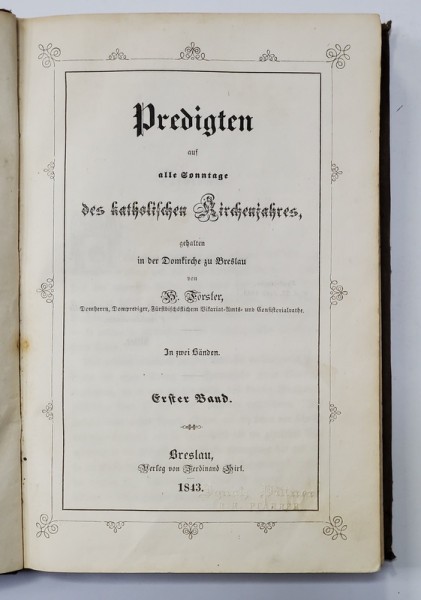 Predigten
auf
alle Sonntage
des katholischen Kirchenjahres,
gehalten
in der Domkirche zu Breslau
von
H. Förster,
Domherrn, Domprediger, Fürstbischöflichem Vikariat-Amts- und Consistorialrathe.
In zwei Bänden.
Erster Band.
Breslau,
Verlag von Ferdinand Hirt.
1843.